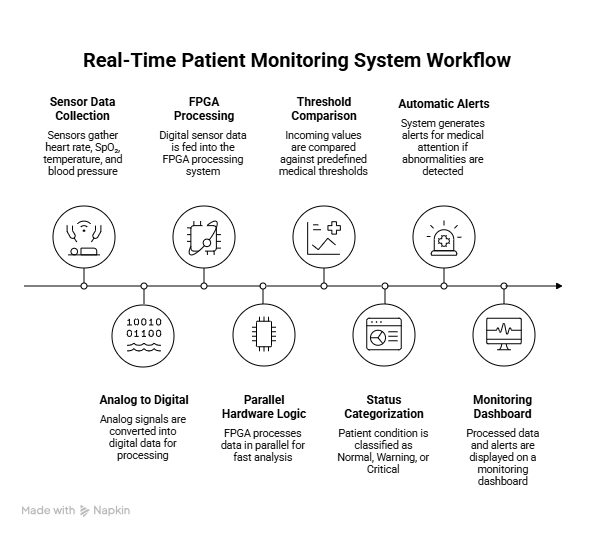 Real-Time Patient Monitoring System Workflow
Sensor Data
Collection
Sensors gather
heart rate, SpO₂,
temperature, and
blood pressure
FPGA
Processing
Digital sensor data
is fed into the
FPGA processing
system
Threshold
Comparison
Incoming values
are compared
against predefined
medical thresholds
Automatic Alerts
System generates
alerts for medical
attention if
abnormalities are
detected
10010
01100
Analog to Digital
Analog signals are
converted into
digital data for
processing
Parallel
Hardware Logic
FPGA processes
data in parallel for
fast analysis
Status
Categorization
Patient condition is
classified as
Normal, Warning, or
Critical
Monitoring
Dashboard
Processed data
and alerts are
displayed on a
monitoring
dashboard
Made with Napkin